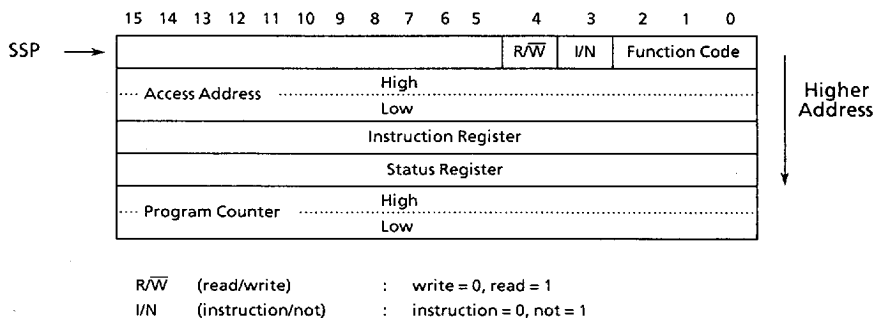 15 14 13 12 11 10 9 8 7 6 5 4 3 2 1 0
SSP R/W̅ I/N Function Code
High
Access Address
Low
Higher
Address
Instruction Register
Status Register
High
Program Counter
Low
R/W̅ (read/write) : write = 0, read = 1
I/N (instruction/not) : instruction = 0, not = 1